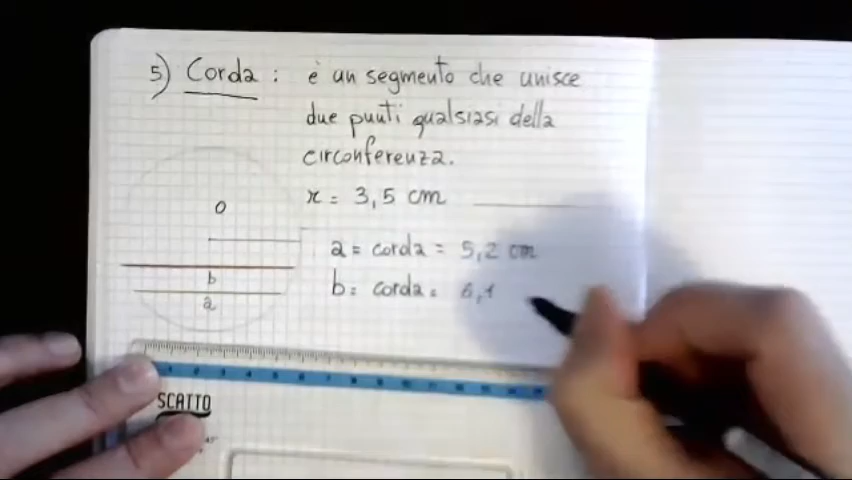 5) Corda : è un segmento che unisce
due punti qualsiasi della
circonferenza.
O
r = 3,5 cm
a = corda = 5,2 cm
b = corda = 6,1
b
a
SCATTO